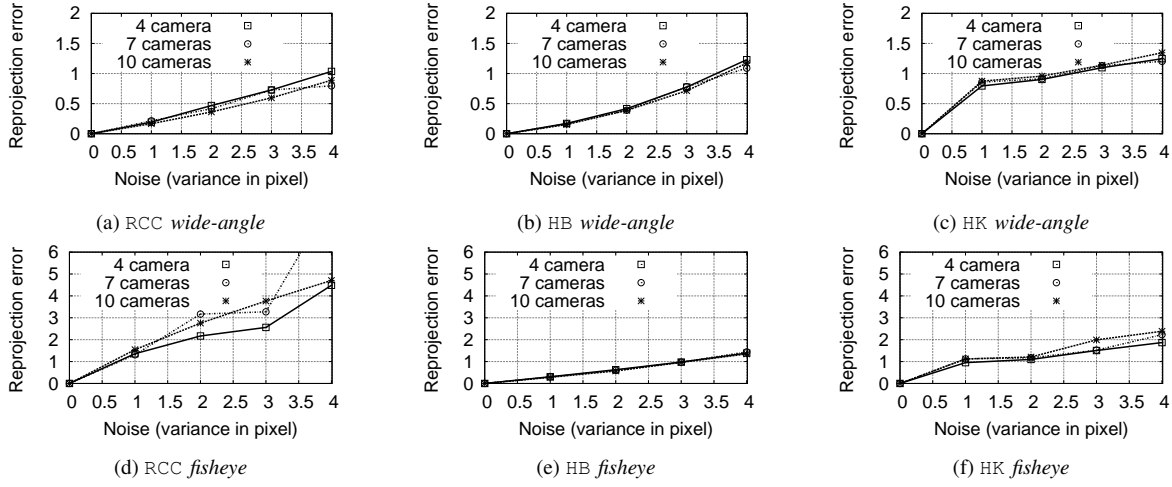 Reprojection error
2
1.5
1
0.5
0
4 camera
7 cameras
10 cameras
0 0.5 1 1.5 2 2.5 3 3.5 4
Noise (variance in pixel)
(a) RCC wide-angle
Reprojection error
2
1.5
1
0.5
0
4 camera
7 cameras
10 cameras
0 0.5 1 1.5 2 2.5 3 3.5 4
Noise (variance in pixel)
(b) HB wide-angle
Reprojection error
2
1.5
1
0.5
0
4 camera
7 cameras
10 cameras
0 0.5 1 1.5 2 2.5 3 3.5 4
Noise (variance in pixel)
(c) HK wide-angle
Reprojection error
6
5
4
3
2
1
0
4 camera
7 cameras
10 cameras
0 0.5 1 1.5 2 2.5 3 3.5 4
Noise (variance in pixel)
(d) RCC fisheye
Reprojection error
6
5
4
3
2
1
0
4 camera
7 cameras
10 cameras
0 0.5 1 1.5 2 2.5 3 3.5 4
Noise (variance in pixel)
(e) HB fisheye
Reprojection error
6
5
4
3
2
1
0
4 camera
7 cameras
10 cameras
0 0.5 1 1.5 2 2.5 3 3.5 4
Noise (variance in pixel)
(f) HK fisheye